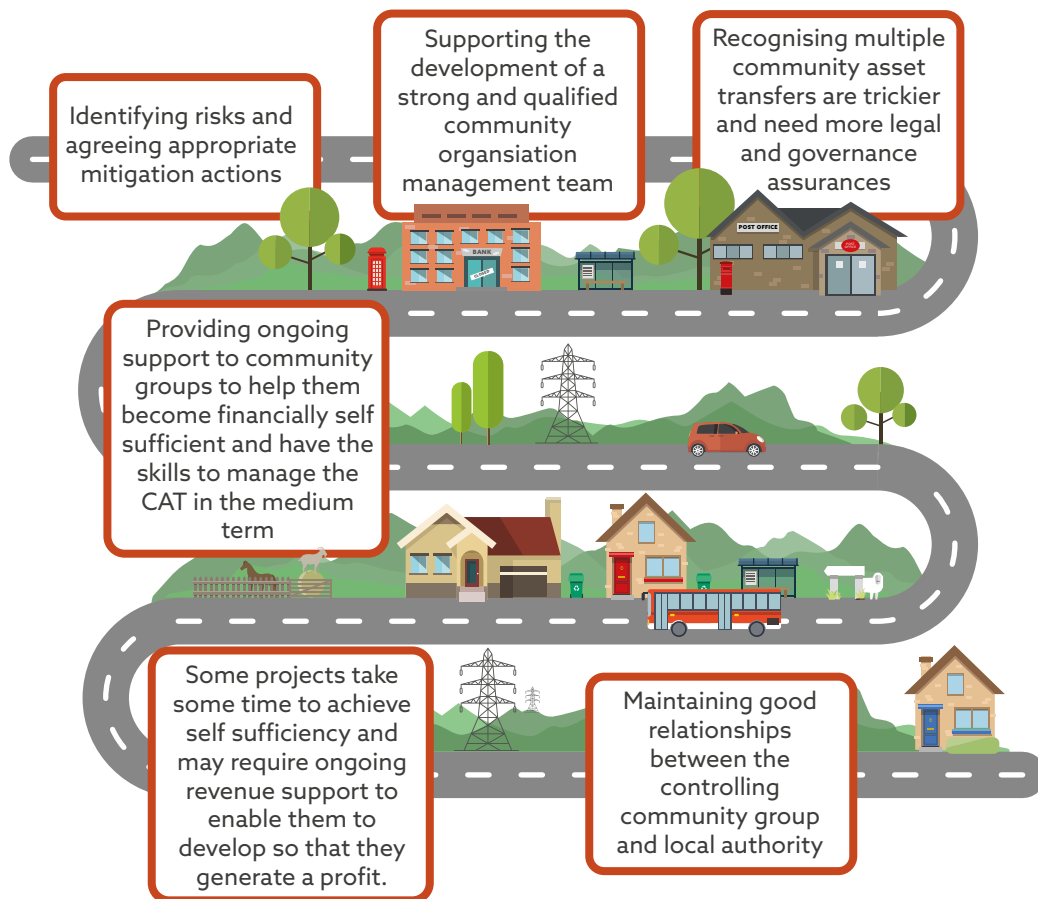 Identifying risks and
agreeing appropriate
mitigation actions
Supporting the
development of a
strong and qualified
community
organsiation
management team
Recognising multiple
community asset
transfers are trickier
and need more legal
and governance
assurances
BANK
CLOSED
POST OFFICE
POST
OFFICE
Providing ongoing
support to community
groups to help them
become financially self
sufficient and have the
skills to manage the
CAT in the medium
term
Some projects take
some time to achieve
self sufficiency and
may require ongoing
revenue support to
enable them to
develop so that they
generate a profit.
Maintaining good
relationships
between the
controlling
community group
and local authority